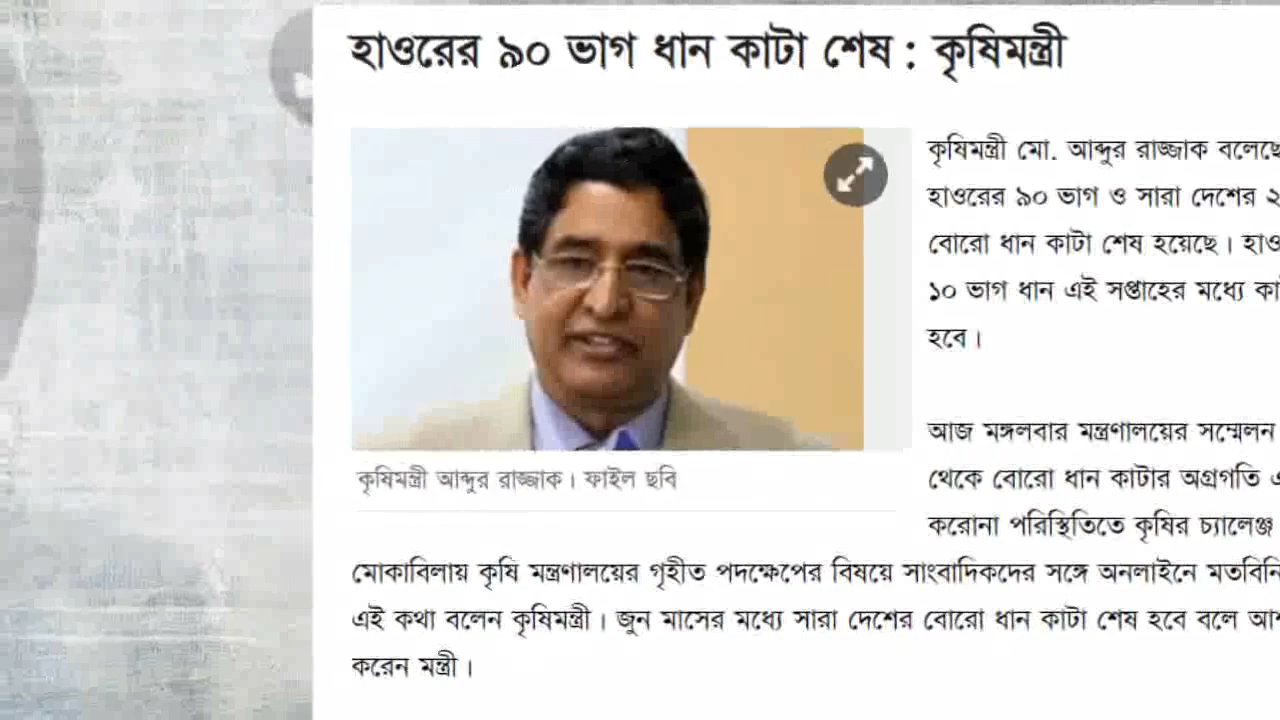 হাওরের ৯০ ভাগ ধান কাটা শেষ : কৃষিমন্ত্রী
কৃষিমন্ত্রী মো. আব্দুর রাজ্জাক
হাওরের ৯০ ভাগ ও সারা দেশের
বোরো ধান কাটা শেষ হয়েছে।
১০ ভাগ ধান এই সপ্তাহের মধ্যে
হবে।
কৃষিমন্ত্রী আব্দুর রাজ্জাক। ফাইল ছবি
আজ মঙ্গলবার মন্ত্রণালয়ের সম্মেলন
থেকে বোরো ধান কাটার অগ্রগতি
করোনা পরিস্থিতিতে কৃষির চ্যালেঞ্জ
মোকাবিলায় কৃষি মন্ত্রণালয়ের গৃহীত পদক্ষেপের বিষয়ে সাংবাদিকদের সঙ্গে অনলাইনে
এই কথা বলেন কৃষিমন্ত্রী। জুন মাসের মধ্যে সারা দেশের বোরো ধান কাটা শেষ হবে বলে
করেন মন্ত্রী।